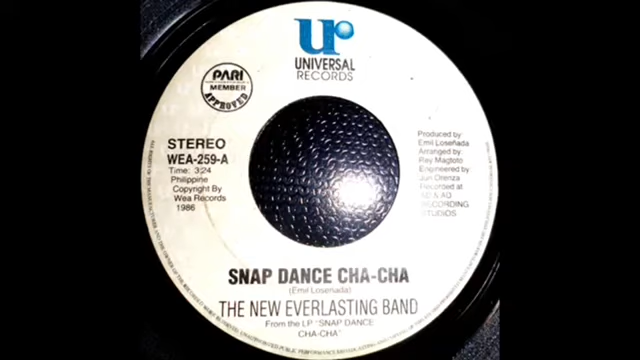 ur
UNIVERSAL
RECORDS
PARI
MEMBER
APPROVED
STEREO
WEA-259-A
Time: 3:24
Philippine
Copyright By
Wea Records
1986
Produced by
Emil Loseñada
Arranged by
Rey Magtoto
Engineered by
Jun Orenza
Recorded at
RECORDING
STUDIOS
SNAP DANCE CHA-CHA
(Emil Loseñada)
THE NEW EVERLASTING BAND
From the LP "SNAP DANCE
CHA-CHA"